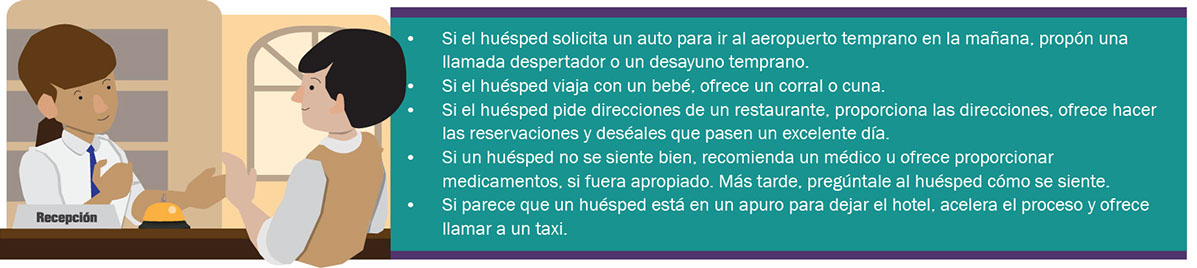 • Si el huésped solicita un auto para ir al aeropuerto temprano en la mañana, propón una
llamada despertador o un desayuno temprano.
• Si el huésped viaja con un bebé, ofrece un corral o cuna.
• Si el huésped pide direcciones de un restaurante, proporciona las direcciones, ofrece hacer
las reservaciones y deséales que pasen un excelente día.
• Si un huésped no se siente bien, recomienda un médico u ofrece proporcionar
medicamentos, si fuera apropiado. Más tarde, pregúntale al huésped cómo se siente.
• Si parece que un huésped está en un apuro para dejar el hotel, acelera el proceso y ofrece
llamar a un taxi.
Recepción